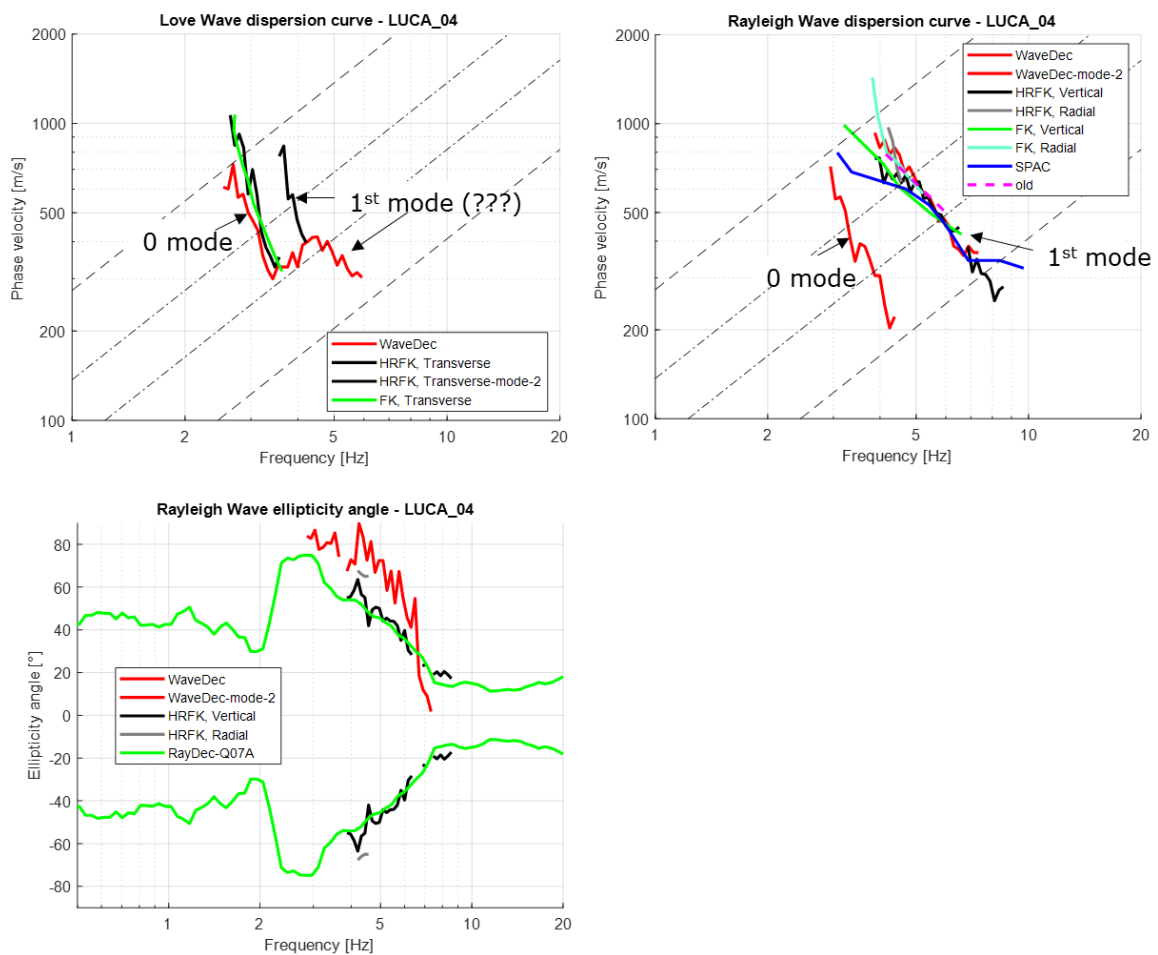 Love Wave dispersion curve - LUCA_04
2000
1000
500
200
100
Phase velocity [m/s]
0 mode
1st mode (???)
WaveDec
HRFK, Transverse
HRFK, Transverse-mode-2
FK, Transverse
1 2 5 10 20
Frequency [Hz]
Rayleigh Wave dispersion curve - LUCA_04
2000
1000
500
200
100
Phase velocity [m/s]
WaveDec
WaveDec-mode-2
HRFK, Vertical
HRFK, Radial
FK, Vertical
FK, Radial
SPAC
old
0 mode
1st mode
1 2 5 10 20
Frequency [Hz]
Rayleigh Wave ellipticity angle - LUCA_04
80
60
40
20
0
-20
-40
-60
-80
Ellipticity angle [°]
WaveDec
WaveDec-mode-2
HRFK, Vertical
HRFK, Radial
RayDec-Q07A
1 2 5 10 20
Frequency [Hz]